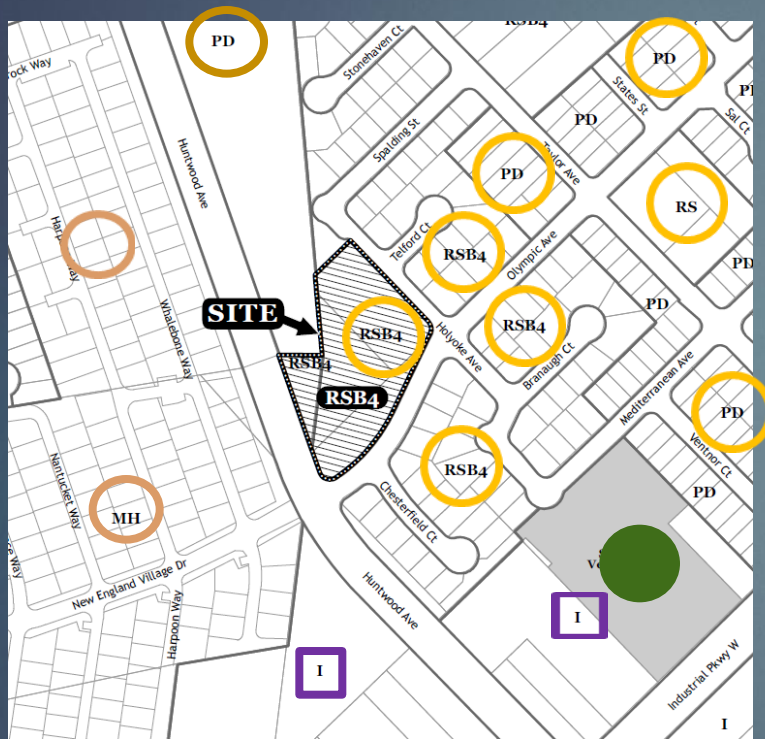 RSB4
PD
PD
Stonehaven Ct
States St
PD
Sal Ct
Spalding St
Huntwood Ave
Taylor Ave
PD
RS
Telford Ct
RSB4
Olympic Ave
PD
Whalebone Way
SITE
RSB4
RSB4
PD
RSB4
Holyoke Ave
Branaugh Ct
RSB4
Mediterranean Ave
PD
RSB4
Ventnor Ct
Nantucket Way
Chesterfield Ct
PD
MH
New England Village Dr
Harpoon Way
Huntwood Ave
I
I
Industrial Pkwy W
I